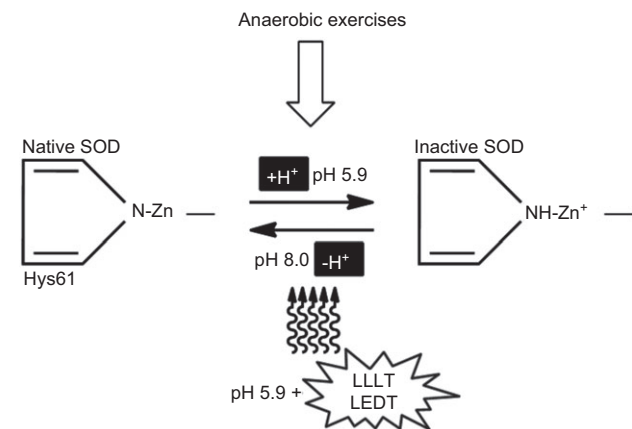 Anaerobic exercises
Native SOD
Inactive SOD
+H⁺ pH 5.9
N-Zn
NH-Zn⁺
pH 8.0 -H⁺
Hys61
pH 5.9 +
LLLT
LEDT